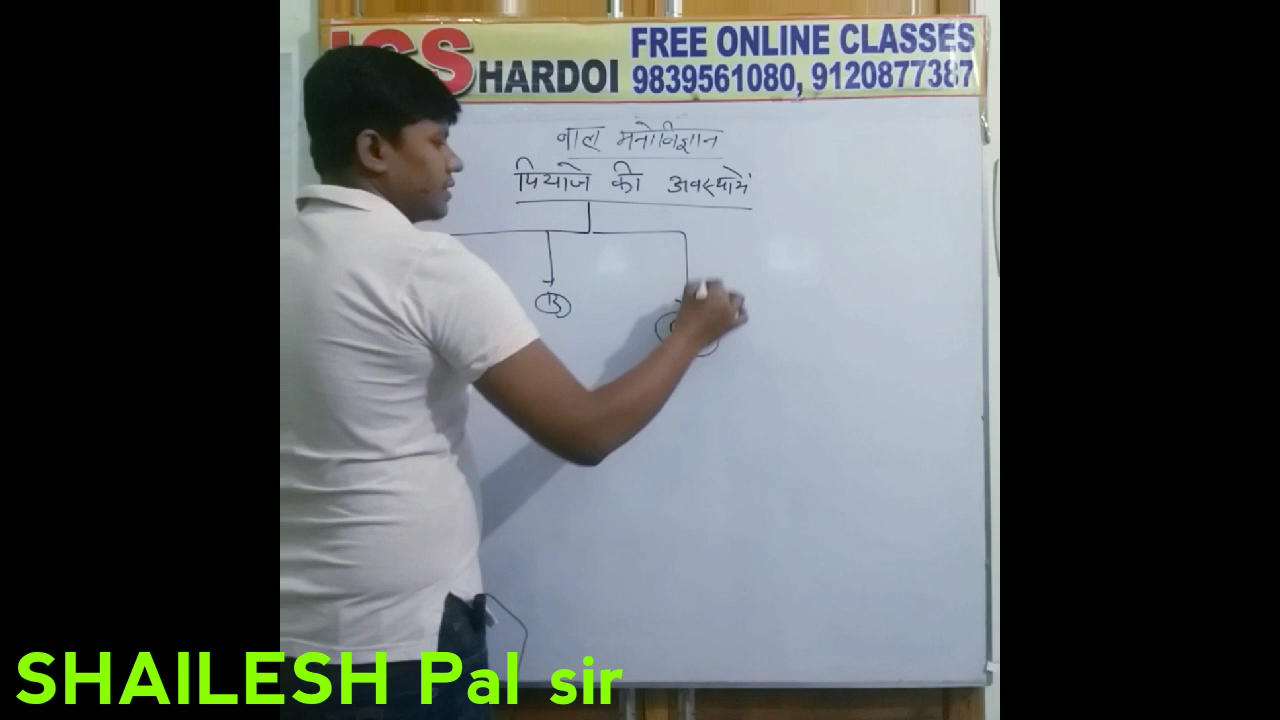 HARDOI
FREE ONLINE CLASSES
9839561080, 9120877387
बाल मनोविज्ञान
पियाजे की अवस्थायें
B
SHAILESH Pal sir